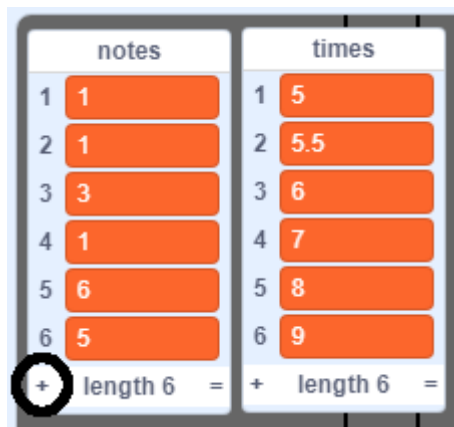 notes times
1 1 1 5
2 1 2 5.5
3 3 3 6
4 1 4 7
5 6 5 8
6 5 6 9
+ length 6 = + length 6 =